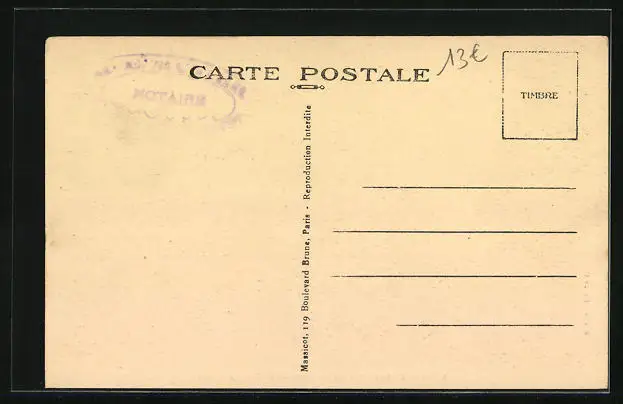 CARTE POSTALE
13€
NOTAIRE
TIMBRE
Massicot, 119 Boulevard Brune, Paris - Reproduction Interdite